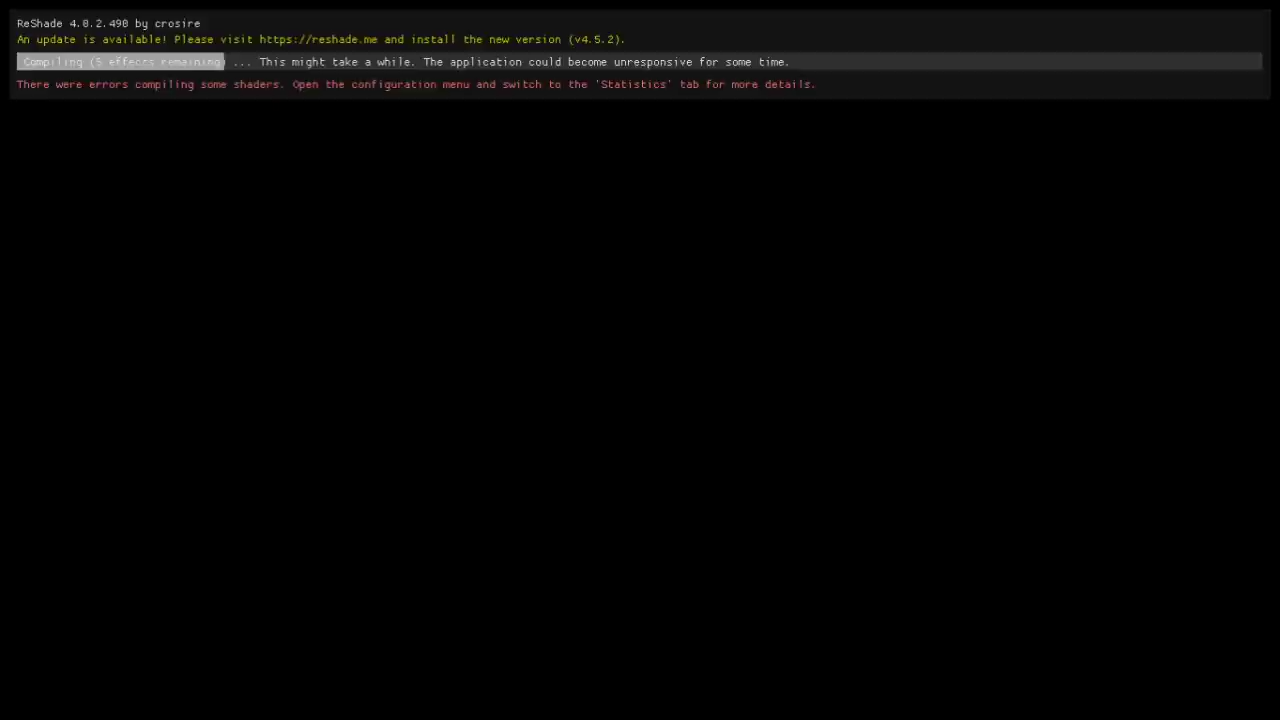 ReShade 4.0.2.490 by crosire
An update is available! Please visit https://reshade.me and install the new version (v4.5.2).
Compiling (5 effects remaining) ... This might take a while. The application could become unresponsive for some time.
There were errors compiling some shaders. Open the configuration menu and switch to the 'Statistics' tab for more details.